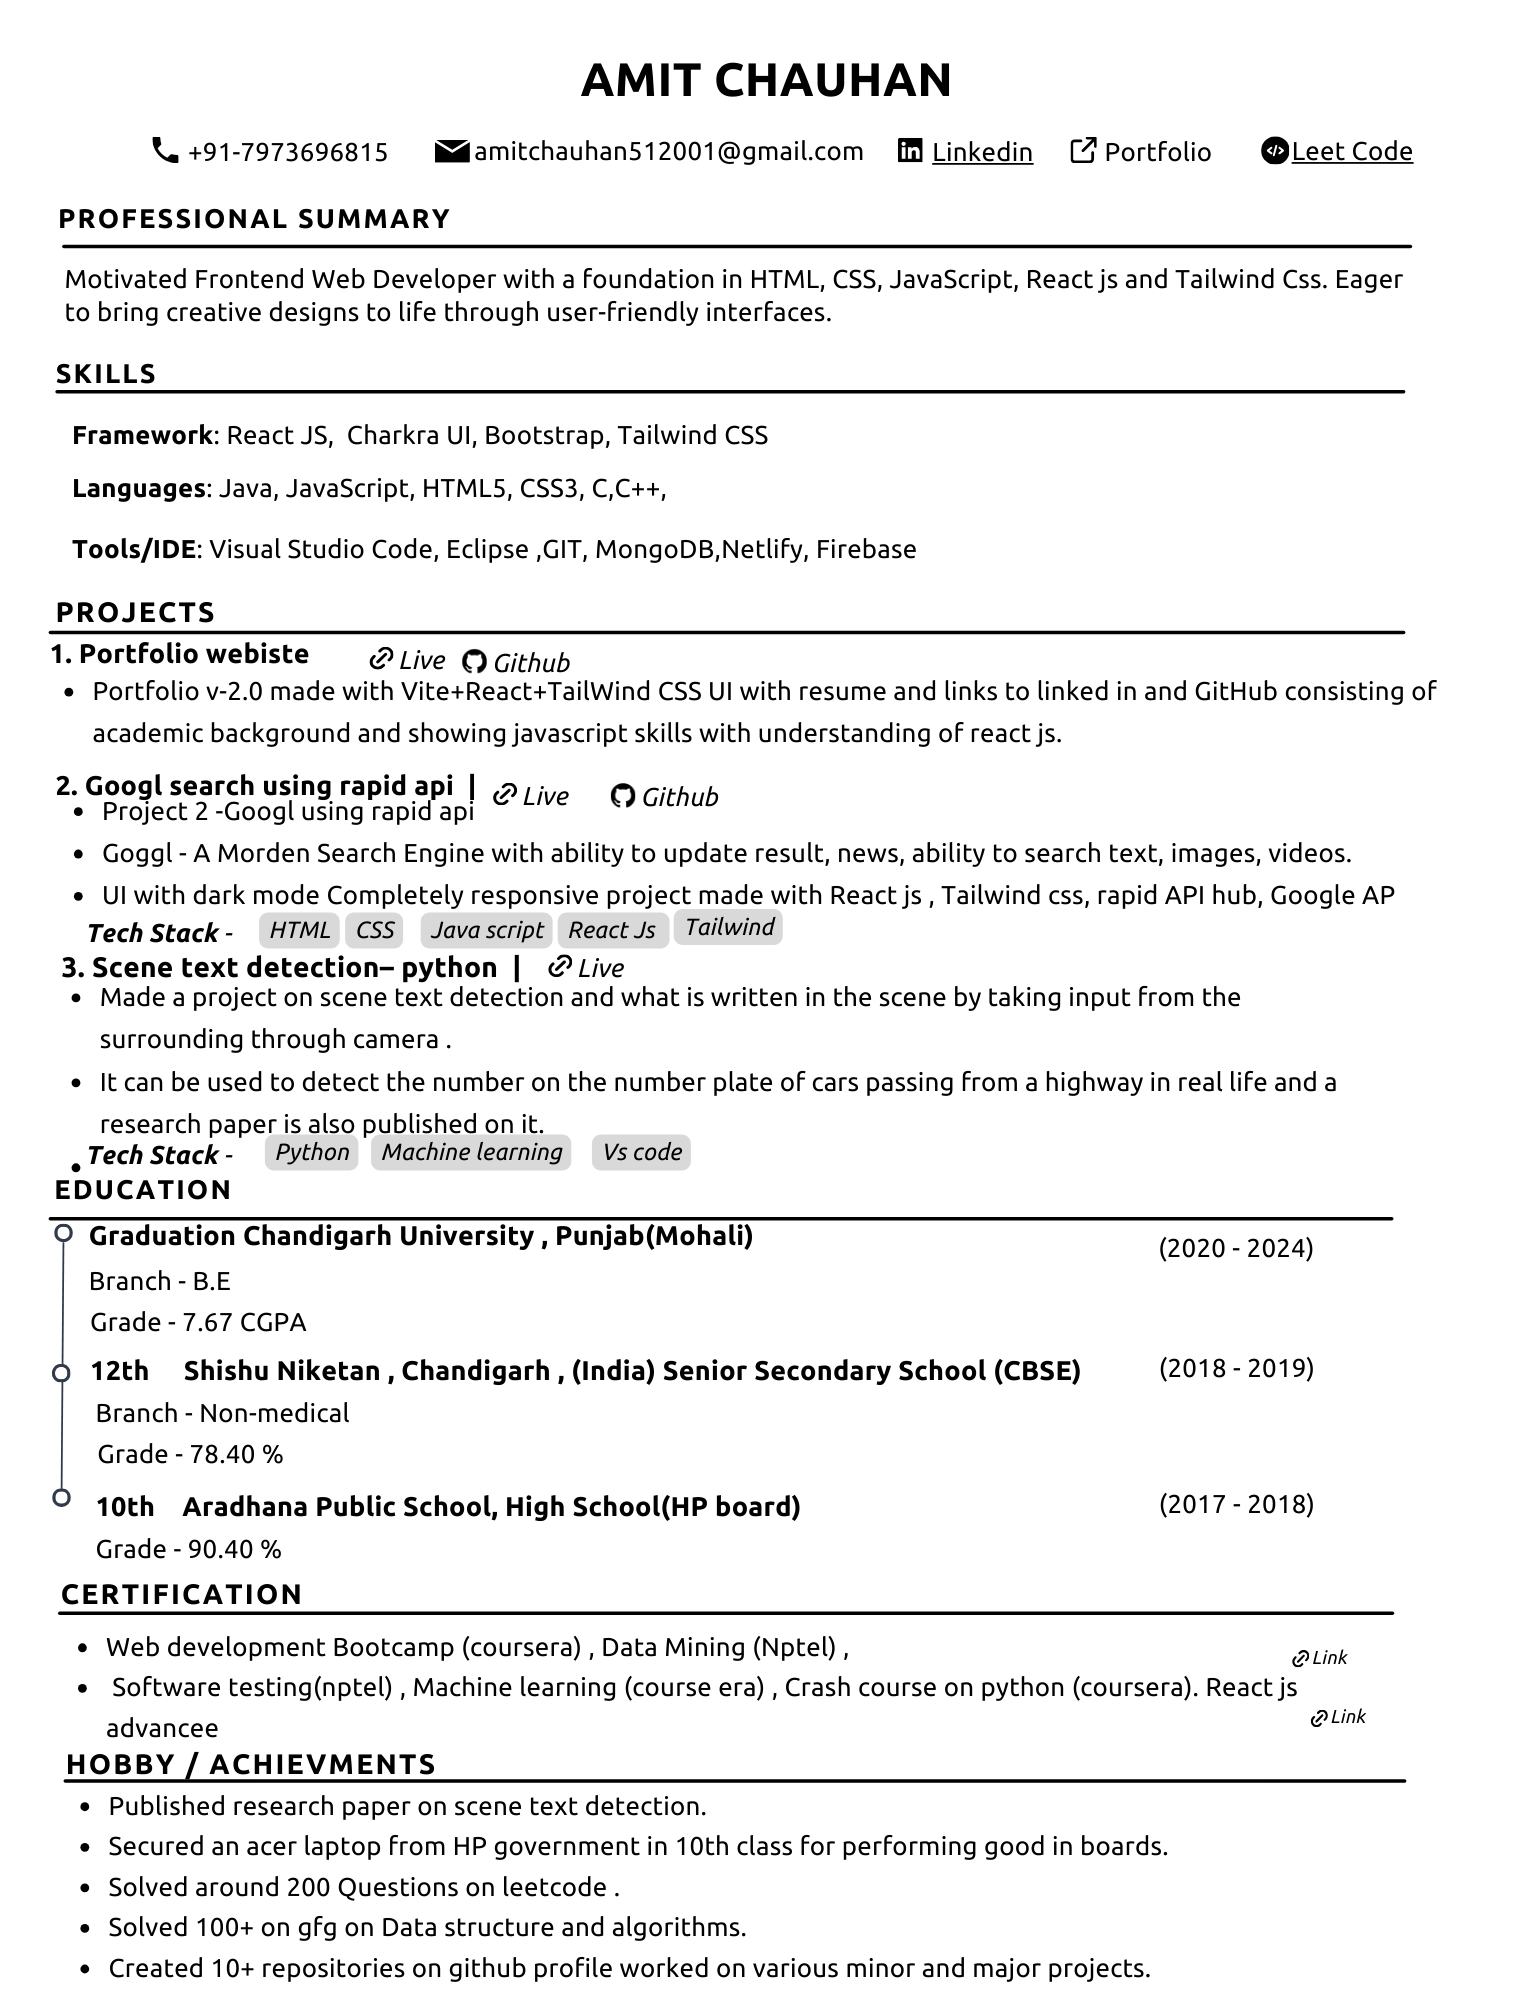 AMIT CHAUHAN
+91-7973696815 amitchauhan512001@gmail.com Linkedin Portfolio Leet Code
PROFESSIONAL SUMMARY
Motivated Frontend Web Developer with a foundation in HTML, CSS, JavaScript, React js and Tailwind Css. Eager
to bring creative designs to life through user-friendly interfaces.
SKILLS
Framework: React JS,  Charkra UI, Bootstrap, Tailwind CSS
Languages: Java, JavaScript, HTML5, CSS3, C,C++,
Tools/IDE: Visual Studio Code, Eclipse ,GIT, MongoDB,Netlify, Firebase
PROJECTS
1. Portfolio webiste Live Github
• Portfolio v-2.0 made with Vite+React+TailWind CSS UI with resume and links to linked in and GitHub consisting of
academic background and showing javascript skills with understanding of react js.
2. Googl search using rapid api | Live Github
• Project 2 -Googl using rapid api
• Goggl - A Morden Search Engine with ability to update result, news, ability to search text, images, videos.
• UI with dark mode Completely responsive project made with React js , Tailwind css, rapid API hub, Google AP
Tech Stack - HTML CSS Java script React Js Tailwind
3. Scene text detection– python | Live
• Made a project on scene text detection and what is written in the scene by taking input from the
surrounding through camera .
• It can be used to detect the number on the number plate of cars passing from a highway in real life and a
research paper is also published on it.
• Tech Stack - Python Machine learning Vs code
EDUCATION
Graduation Chandigarh University , Punjab(Mohali) (2020 - 2024)
Branch - B.E
Grade - 7.67 CGPA
12th Shishu Niketan , Chandigarh , (India) Senior Secondary School (CBSE) (2018 - 2019)
Branch - Non-medical
Grade - 78.40 %
10th Aradhana Public School, High School(HP board) (2017 - 2018)
Grade - 90.40 %
CERTIFICATION
• Web development Bootcamp (coursera) , Data Mining (Nptel) , Link
• Software testing(nptel) , Machine learning (course era) , Crash course on python (coursera). React js
advancee Link
HOBBY / ACHIEVMENTS
• Published research paper on scene text detection.
• Secured an acer laptop from HP government in 10th class for performing good in boards.
• Solved around 200 Questions on leetcode .
• Solved 100+ on gfg on Data structure and algorithms.
• Created 10+ repositories on github profile worked on various minor and major projects.